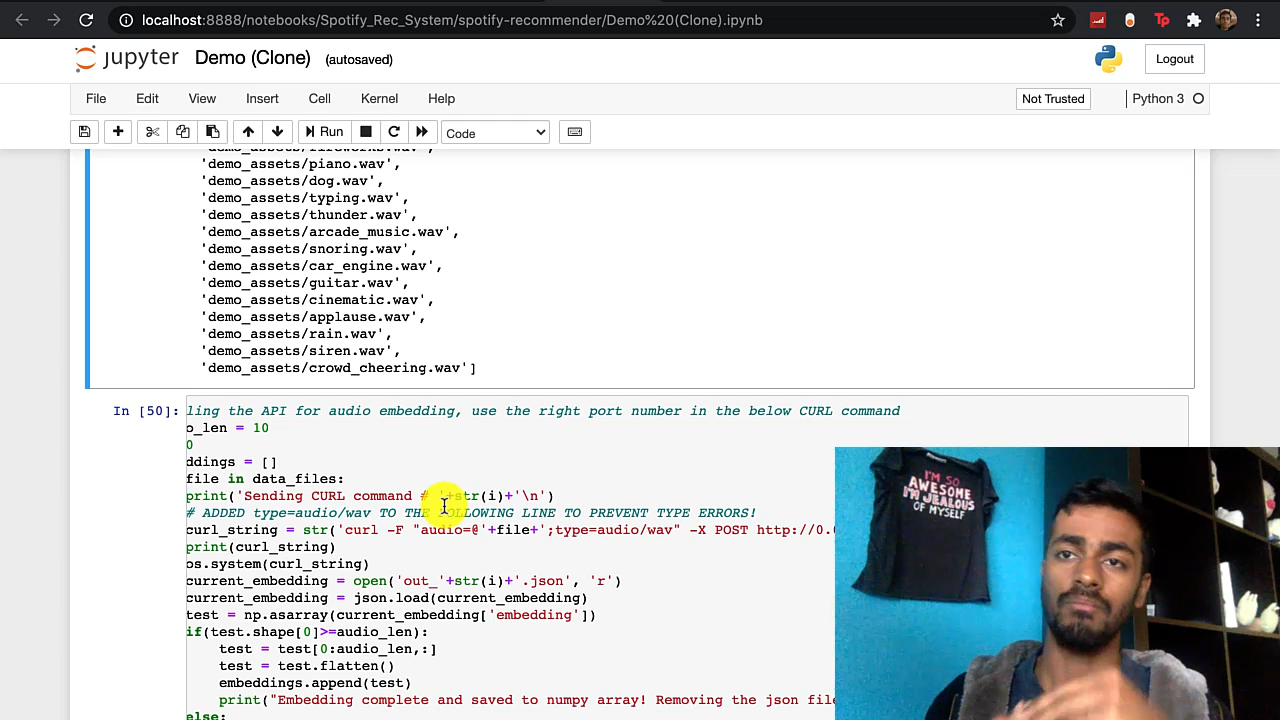 localhost:8888/notebooks/Spotify_Rec_System/spotify-recommender/Demo%20(Clone).ipynb
jupyter Demo (Clone) (autosaved)
Logout
File Edit View Insert Cell Kernel Help
Not Trusted
Python 3
Run
Code
'demo_assets/fireworks.wav',
'demo_assets/piano.wav',
'demo_assets/dog.wav',
'demo_assets/typing.wav',
'demo_assets/thunder.wav',
'demo_assets/arcade_music.wav',
'demo_assets/snoring.wav',
'demo_assets/car_engine.wav',
'demo_assets/guitar.wav',
'demo_assets/cinematic.wav',
'demo_assets/applause.wav',
'demo_assets/rain.wav',
'demo_assets/siren.wav',
'demo_assets/crowd_cheering.wav']
In [50]:
ling the API for audio embedding, use the right port number in the below CURL command
o_len = 10
0
ddings = []
file in data_files:
print('Sending CURL command # '+str(i)+'\n')
# ADDED type=audio/wav TO THE FOLLOWING LINE TO PREVENT TYPE ERRORS!
curl_string = str('curl -F "audio=@'+file+';type=audio/wav" -X POST http://0.
print(curl_string)
os.system(curl_string)
current_embedding = open('out_'+str(i)+'.json', 'r')
current_embedding = json.load(current_embedding)
test = np.asarray(current_embedding['embedding'])
if(test.shape[0]>=audio_len):
test = test[0:audio_len,:]
test = test.flatten()
embeddings.append(test)
print("Embedding complete and saved to numpy array! Removing the json file
else:
I'M SO
AWESOME
I'M JEALOUS
OF MYSELF